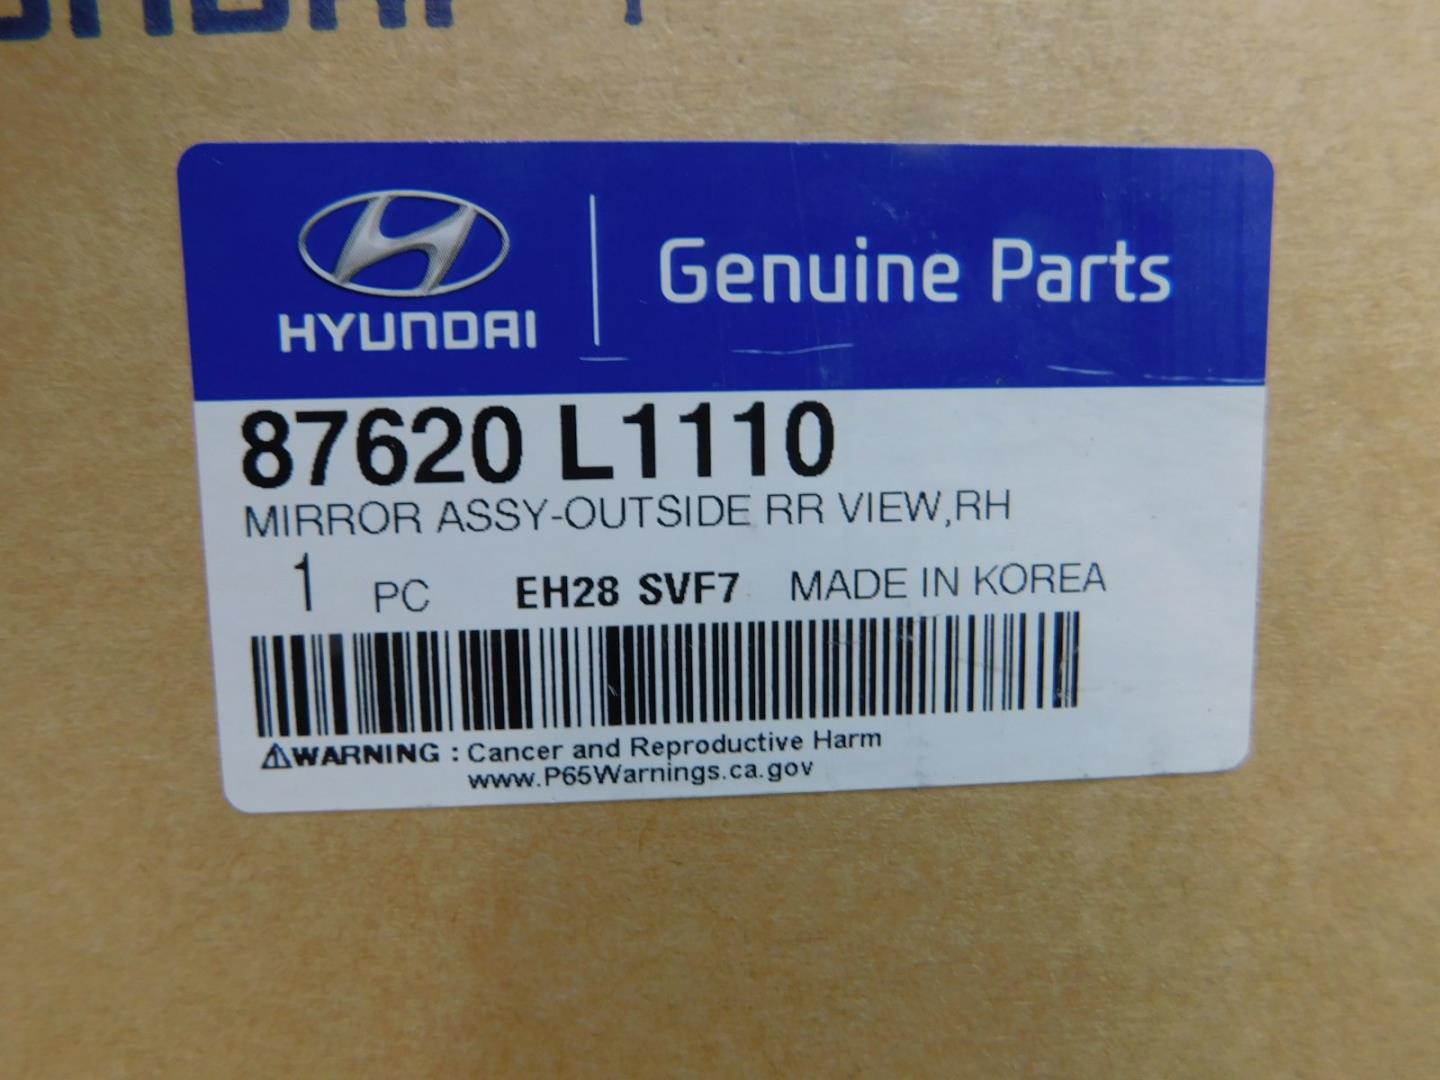 HYUNDAI
Genuine Parts
87620 L1110
MIRROR ASSY-OUTSIDE RR VIEW,RH
1 PC EH28 SVF7 MADE IN KOREA
WARNING : Cancer and Reproductive Harm
www.P65Warnings.ca.gov